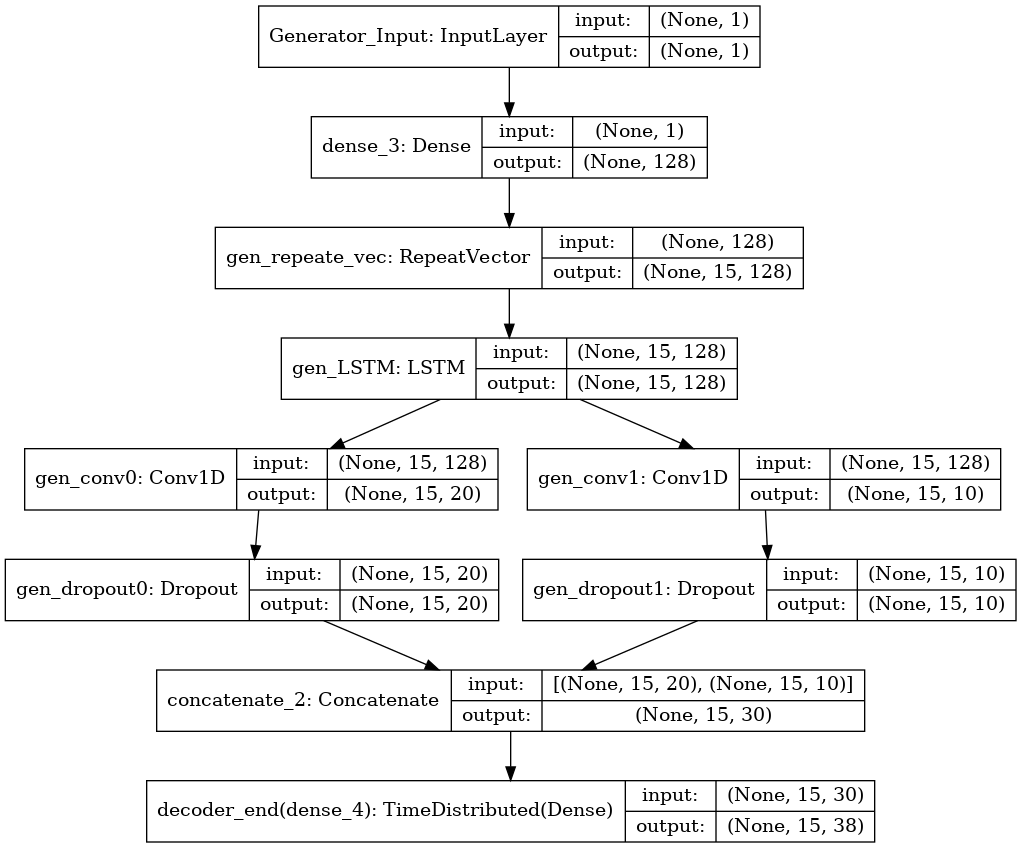 Generator_Input: InputLayer
input: (None, 1)
output: (None, 1)
dense_3: Dense
input: (None, 1)
output: (None, 128)
gen_repeate_vec: RepeatVector
input: (None, 128)
output: (None, 15, 128)
gen_LSTM: LSTM
input: (None, 15, 128)
output: (None, 15, 128)
gen_conv0: Conv1D
input: (None, 15, 128)
output: (None, 15, 20)
gen_conv1: Conv1D
input: (None, 15, 128)
output: (None, 15, 10)
gen_dropout0: Dropout
input: (None, 15, 20)
output: (None, 15, 20)
gen_dropout1: Dropout
input: (None, 15, 10)
output: (None, 15, 10)
concatenate_2: Concatenate
input: [(None, 15, 20), (None, 15, 10)]
output: (None, 15, 30)
decoder_end(dense_4): TimeDistributed(Dense)
input: (None, 15, 30)
output: (None, 15, 38)